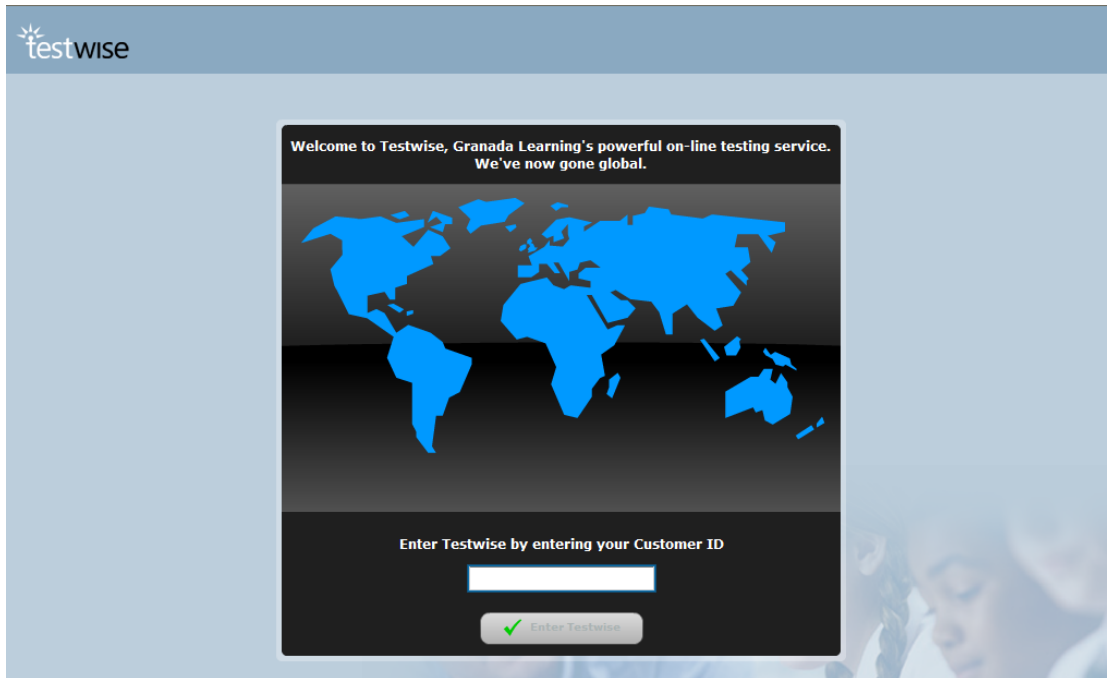 testwise
Welcome to Testwise, Granada Learning's powerful on-line testing service.
We've now gone global.
Enter Testwise by entering your Customer ID
Enter Testwise